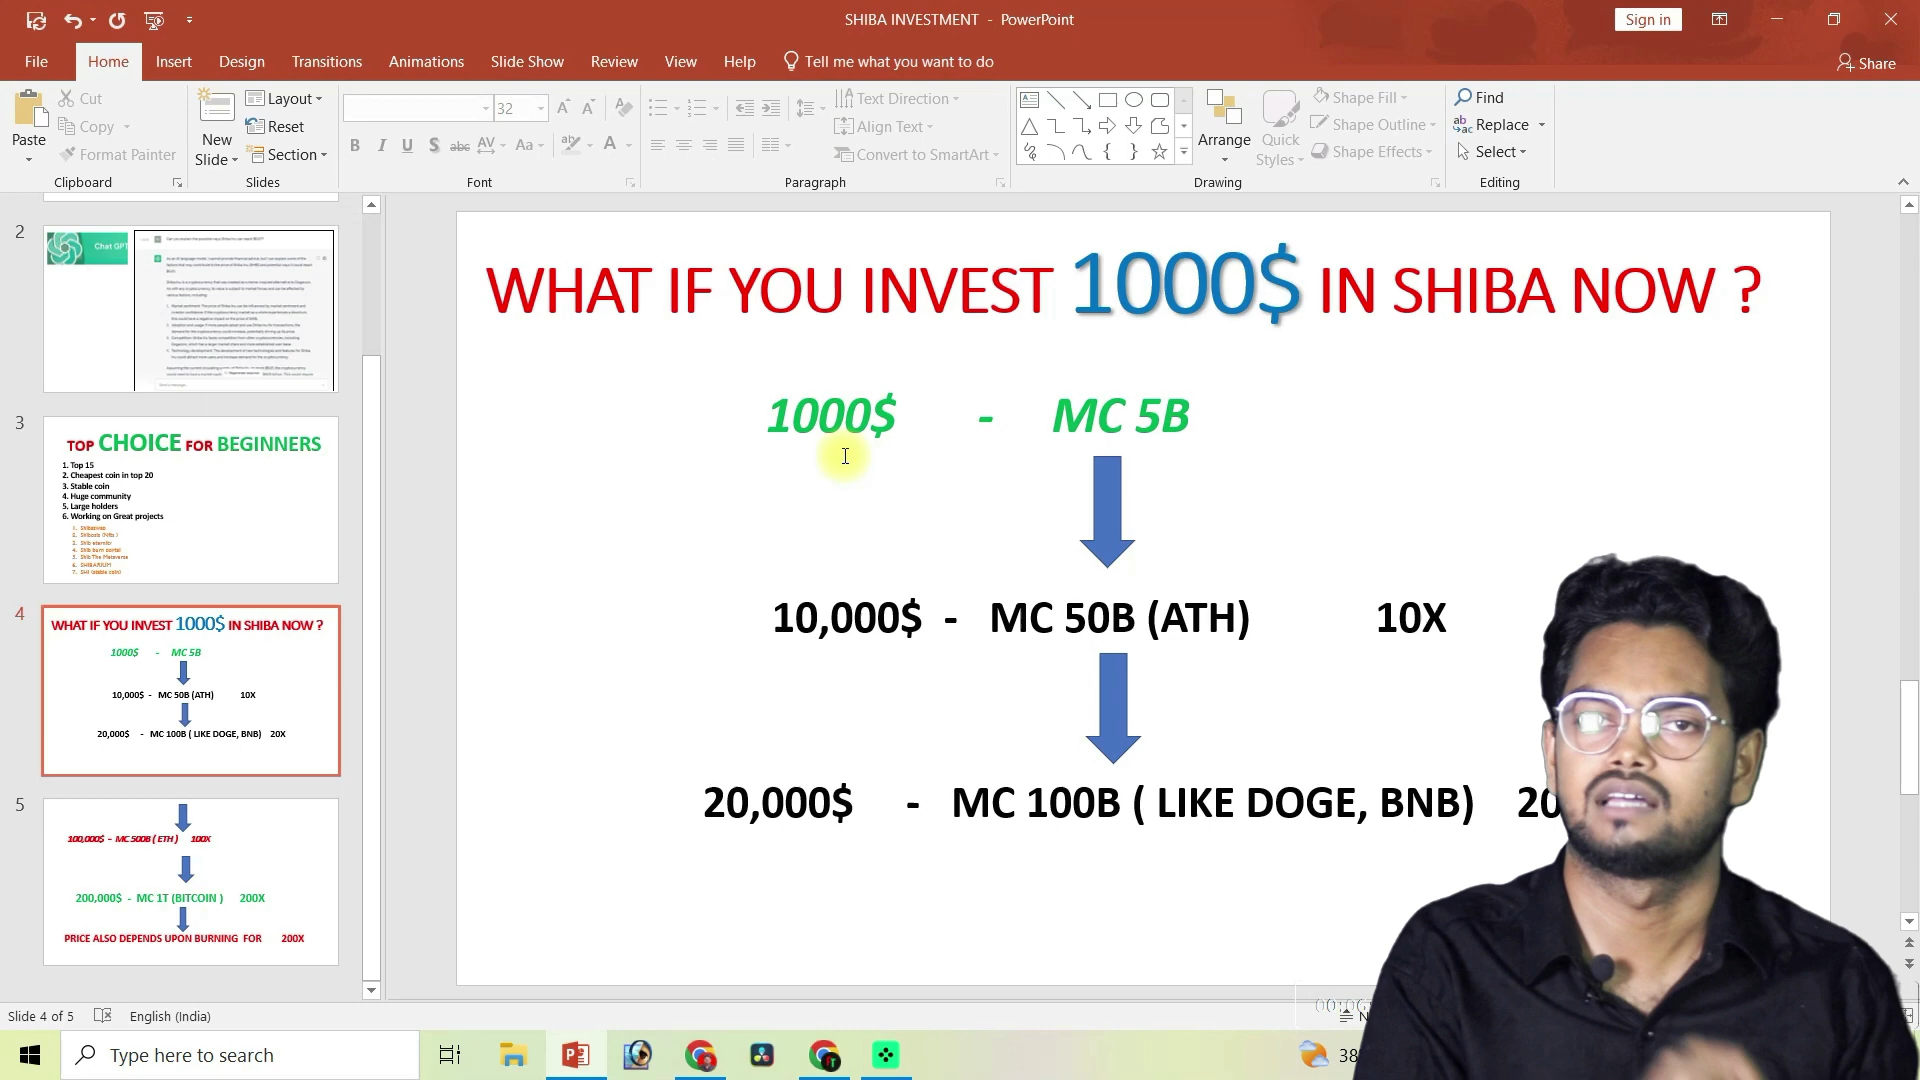 SHIBA INVESTMENT - PowerPoint
Sign in
File Home Insert Design Transitions Animations Slide Show Review View Help Tell me what you want to do
Share
Paste
Cut
Copy
Format Painter
Clipboard
New Slide
Layout
Reset
Section
Slides
32
Font
Text Direction
Align Text
Convert to SmartArt
Paragraph
Arrange
Quick Styles
Shape Fill
Shape Outline
Shape Effects
Drawing
Find
Replace
Select
Editing
2
Chat GPT
3
TOP CHOICE FOR BEGINNERS
1. Top 15
2. Cheapest coin in top 20
3. Stable coin
4. Huge community
5. Large holders
6. Working on Great projects
4
WHAT IF YOU INVEST 1000$ IN SHIBA NOW ?
1000$ - MC 5B
10,000$ - MC 50B (ATH) 10X
20,000$ - MC 100B ( LIKE DOGE, BNB) 20X
5
100,000$ - MC 500B ( ETH ) 100X
200,000$ - MC 1T (BITCOIN ) 200X
PRICE ALSO DEPENDS UPON BURNING FOR 200X
WHAT IF YOU INVEST 1000$ IN SHIBA NOW ?
1000$ - MC 5B
10,000$ - MC 50B (ATH) 10X
20,000$ - MC 100B ( LIKE DOGE, BNB) 20
Slide 4 of 5
English (India)
Type here to search
38